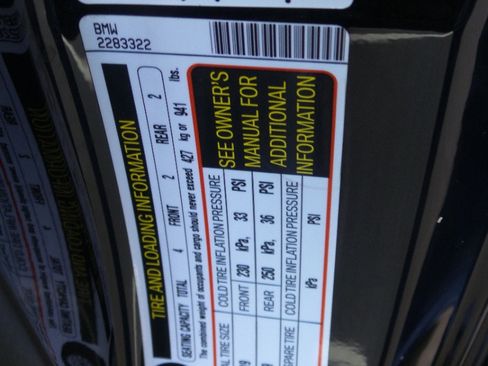 BMW
2283322
TIRE AND LOADING INFORMATION
SEATING CAPACITY TOTAL 4 FRONT 2 REAR 2
The combined weight of occupants and cargo should never exceed 427 kg or 941 lbs.
TIRE SIZE COLD TIRE INFLATION PRESSURE
FRONT 230 kPa, 33 PSI
REAR 250 kPa, 36 PSI
SPARE TIRE COLD TIRE INFLATION PRESSURE
kPa PSI
SEE OWNER'S
MANUAL FOR
ADDITIONAL
INFORMATION